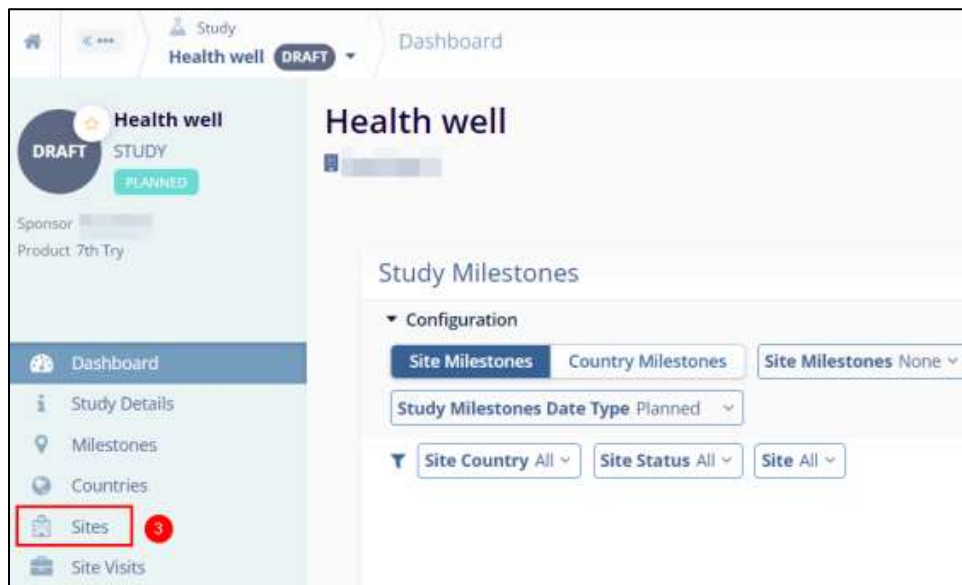 Study
Health well DRAFT
Dashboard
DRAFT
Health well
STUDY
PLANNED
Sponsor
Product 7th Try
Dashboard
Study Details
Milestones
Countries
Sites 3
Site Visits
Health well
Study Milestones
Configuration
Site Milestones Country Milestones Site Milestones None
Study Milestones Date Type Planned
Site Country All Site Status All Site All